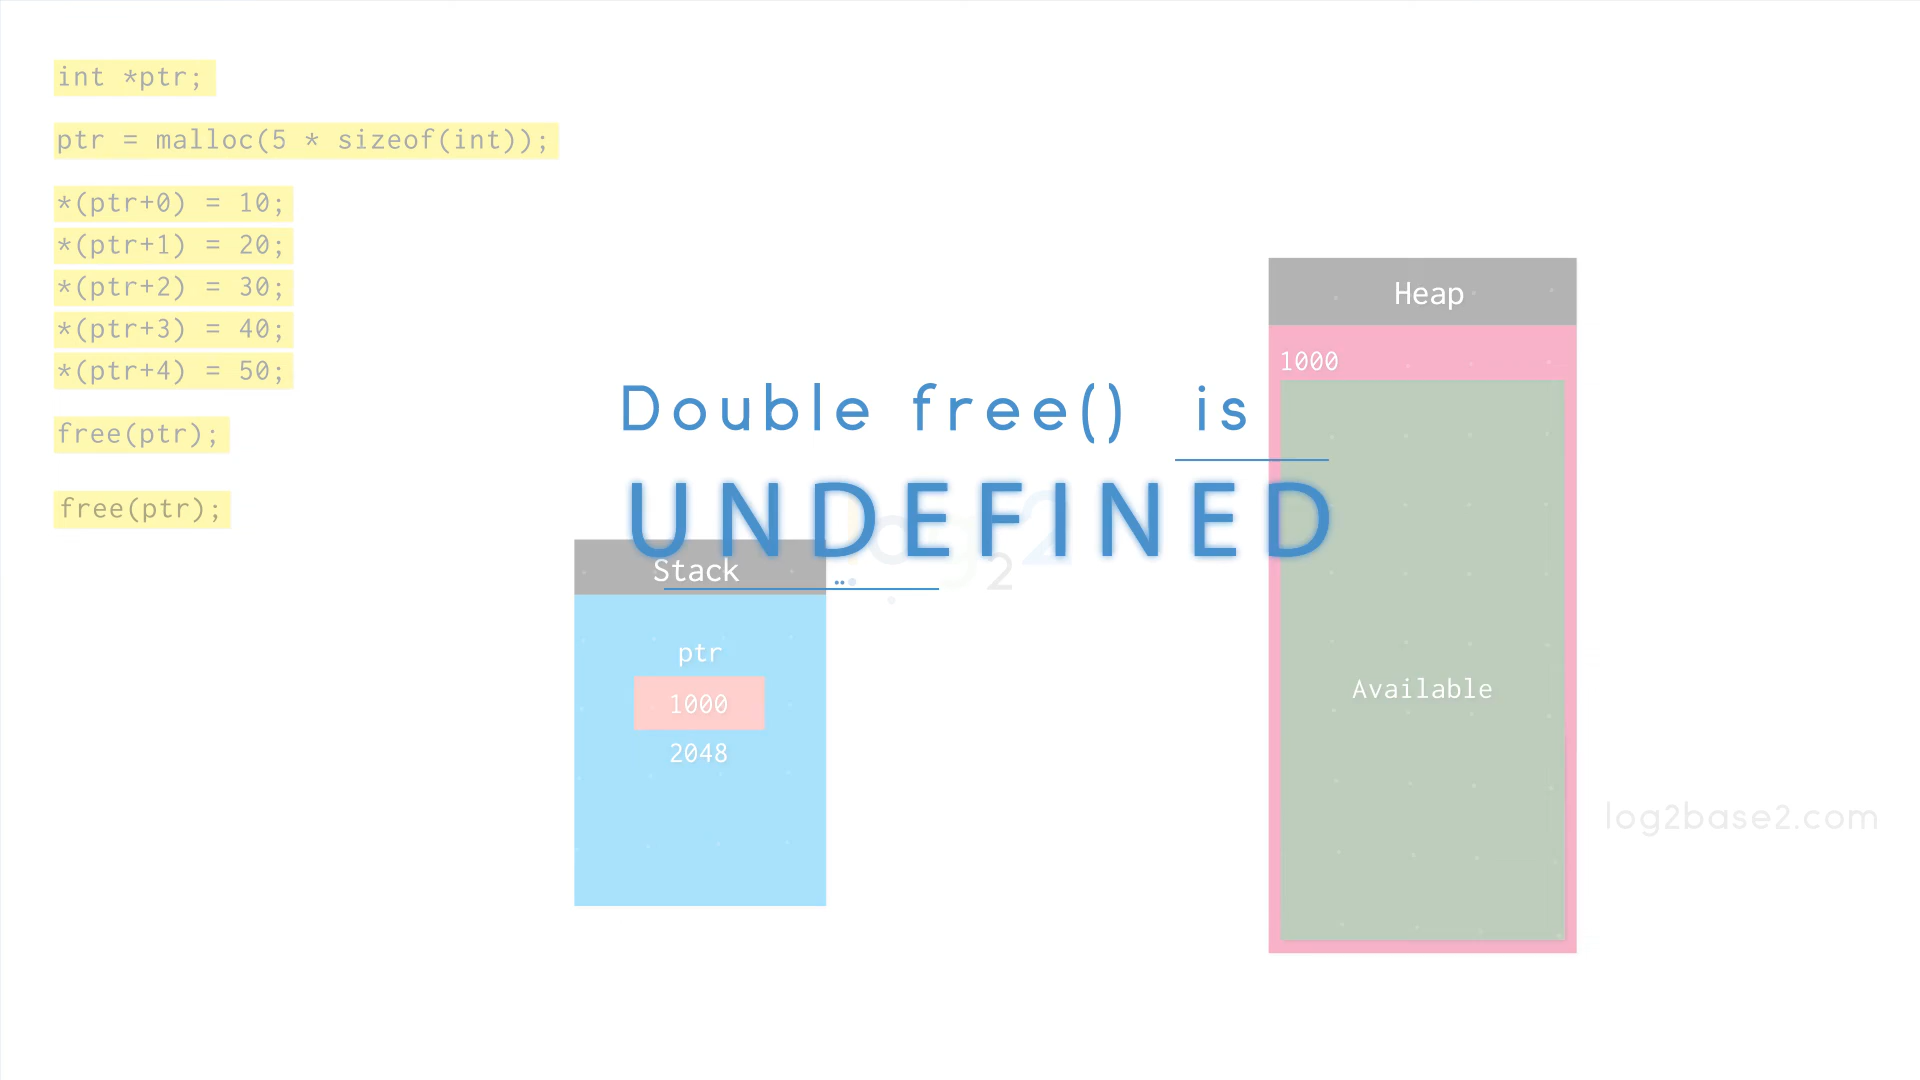 int *ptr;
ptr = malloc(5 * sizeof(int));
*(ptr+0) = 10;
*(ptr+1) = 20;
*(ptr+2) = 30;
*(ptr+3) = 40;
*(ptr+4) = 50;
free(ptr);
free(ptr);
Double free() is
UNDEFINED
Stack
ptr
1000
2048
Heap
1000
Available
log2base2.com
log2
2